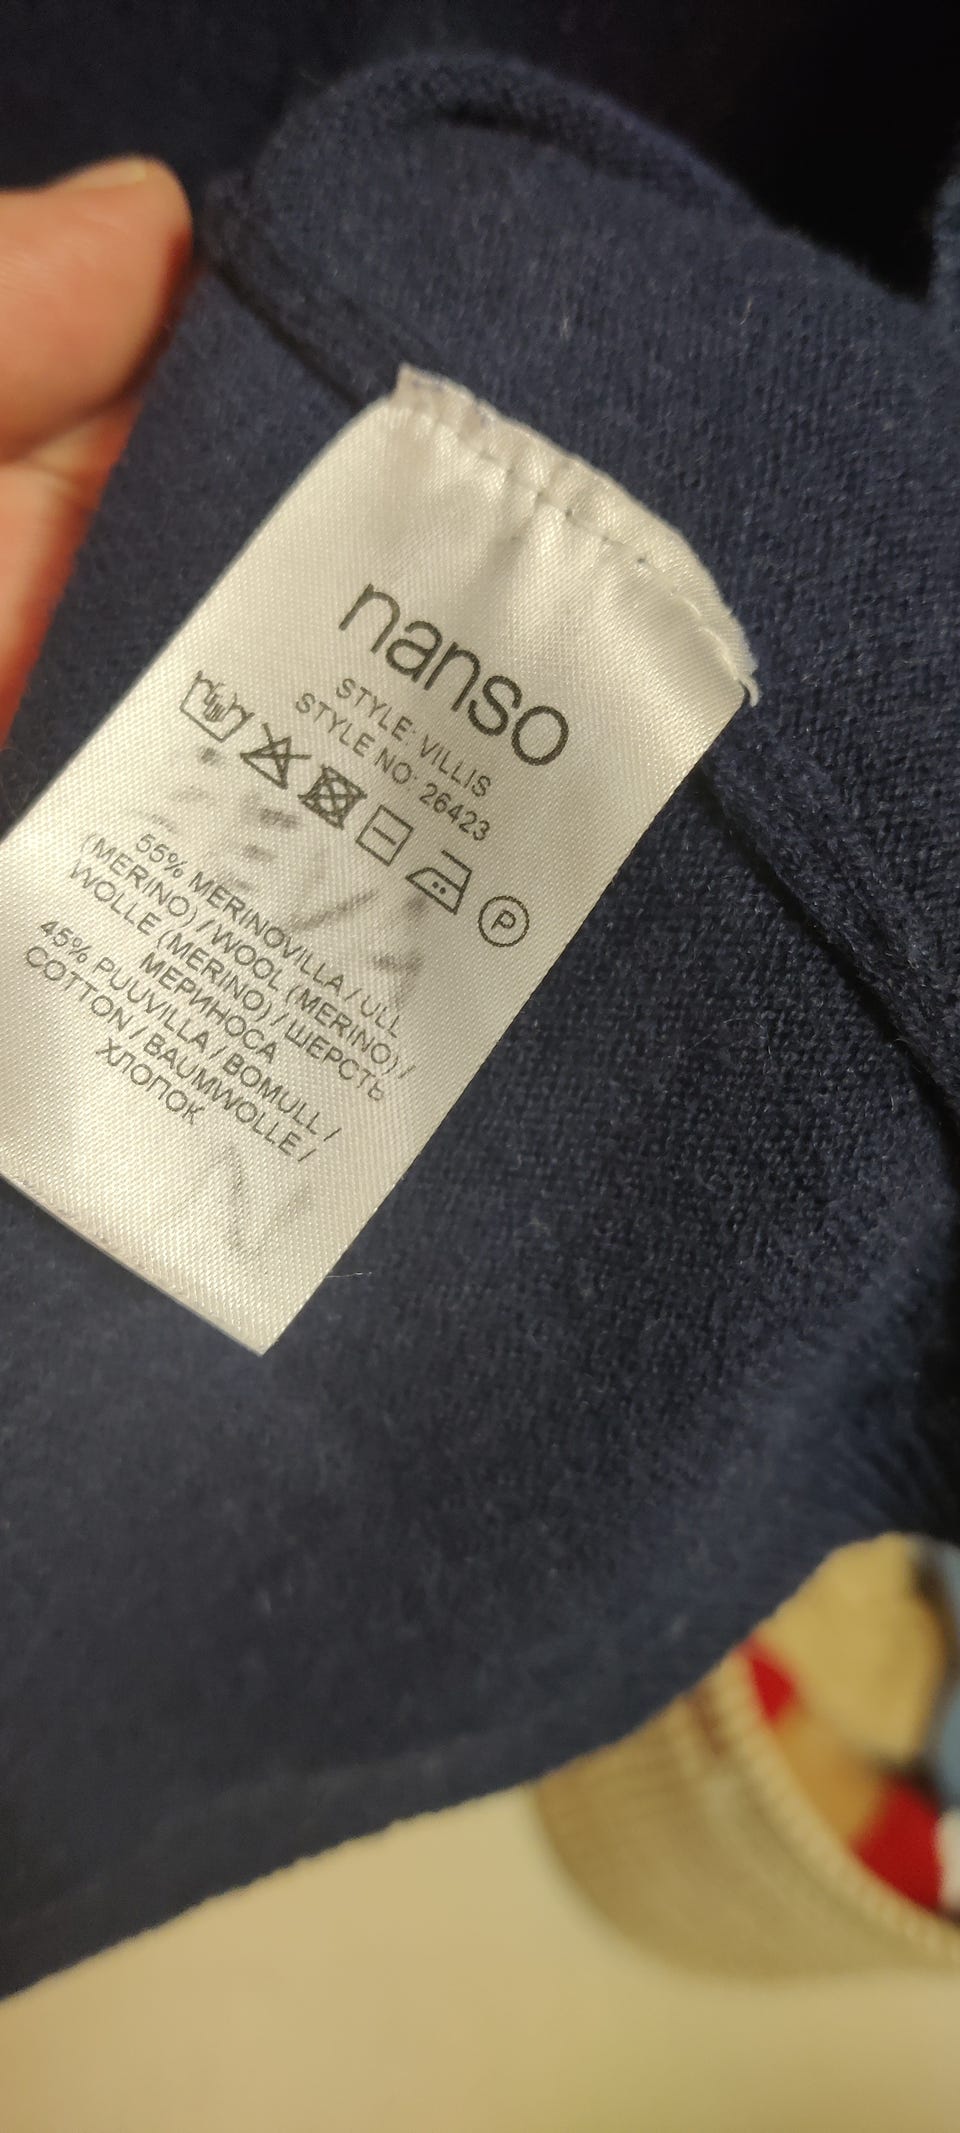 nanso
STYLE: VILLIS
STYLE NO: 26423
P
55% MERINOVILLA / ULL
(MERINO) / WOOL (MERINO) /
WOLLE (MERINO) / ШЕРСТЬ
МЕРИНОСА
45% PUUVILLA / BOMULL /
COTTON / BAUMWOLLE /
ХЛОПОК